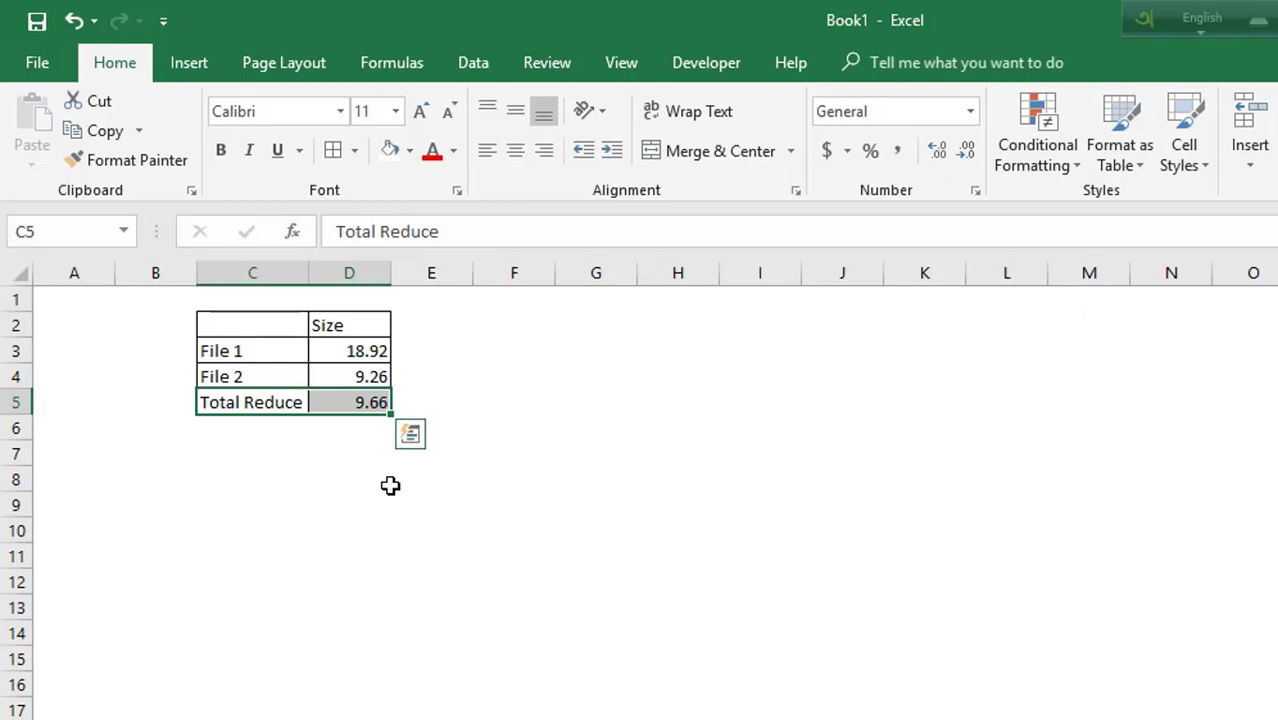 Book1 - Excel
অ English
File Home Insert Page Layout Formulas Data Review View Developer Help Tell me what you want to do
Paste
Cut
Copy
Format Painter
Clipboard
Calibri 11
B I U
Font
Wrap Text
Merge & Center
Alignment
General
$ % ,
Number
Conditional Formatting
Format as Table
Cell Styles
Styles
Insert
C5 fx Total Reduce
A B C D E F G H I J K L M N O
1
2 Size
3 File 1 18.92
4 File 2 9.26
5 Total Reduce 9.66
6
7
8
9
10
11
12
13
14
15
16
17